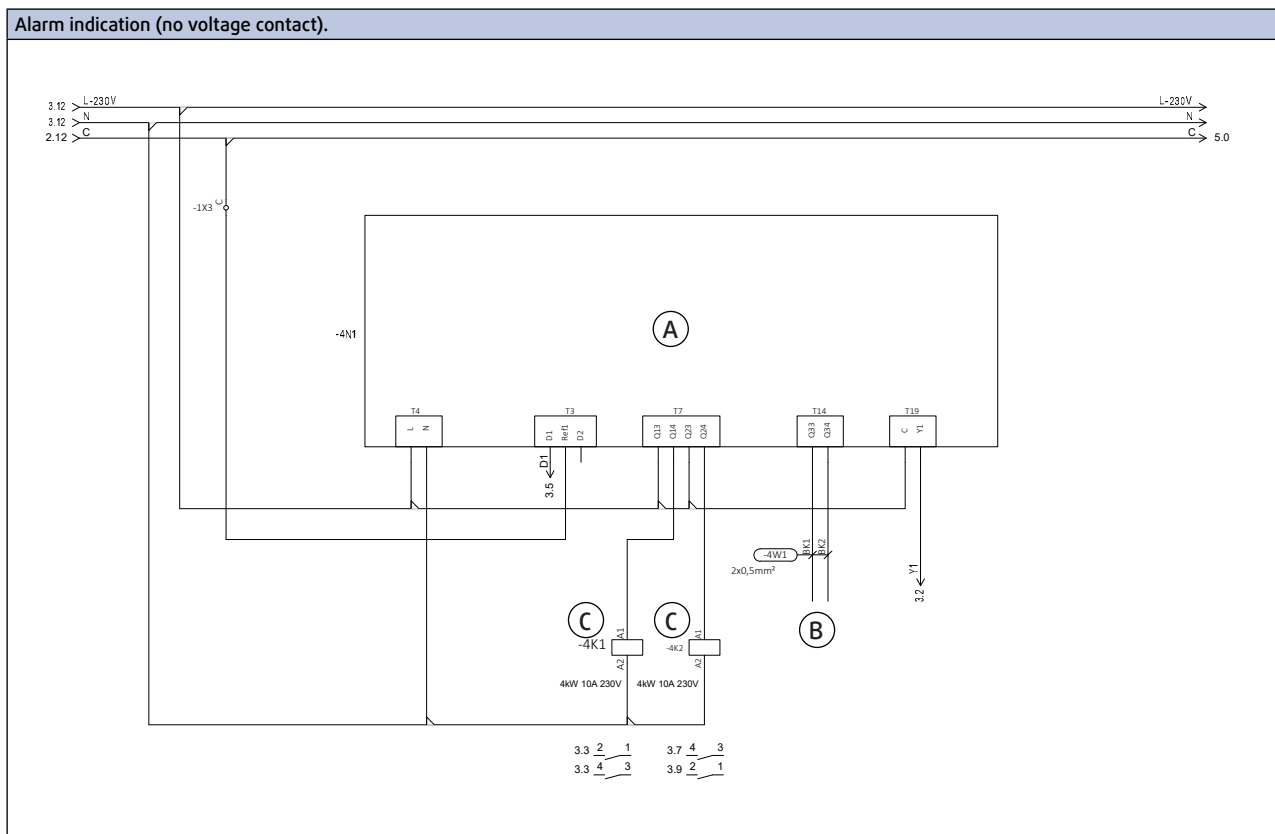 Alarm indication (no voltage contact).
3.12 L-230V L-230V
3.12 N N
2.12 C C 5.0
-1X3 C
-4N1
A
T4 T3 T7 T14 T19
L N D1 Ref1 D2 Q13 Q14 Q23 Q24 Q33 Q34 C Y1
D1
3.5
-4W1 BK1 BK2
2x0,5mm²
Y1
3.2
C C B
-4K1 A1 -4K2 A1
A2 A2
4kW 10A 230V 4kW 10A 230V
3.3 2 1 3.7 4 3
3.3 4 3 3.9 2 1